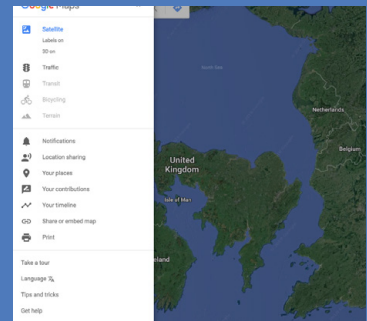 Google Maps
Satellite
Labels on
3D on
Traffic
Transit
Bicycling
Terrain
Notifications
Location sharing
Your places
Your contributions
Your timeline
Share or embed map
Print
Take a tour
Language
Tips and tricks
Get help
North Sea
Netherlands
Belgium
United
Kingdom
Isle of Man
eland